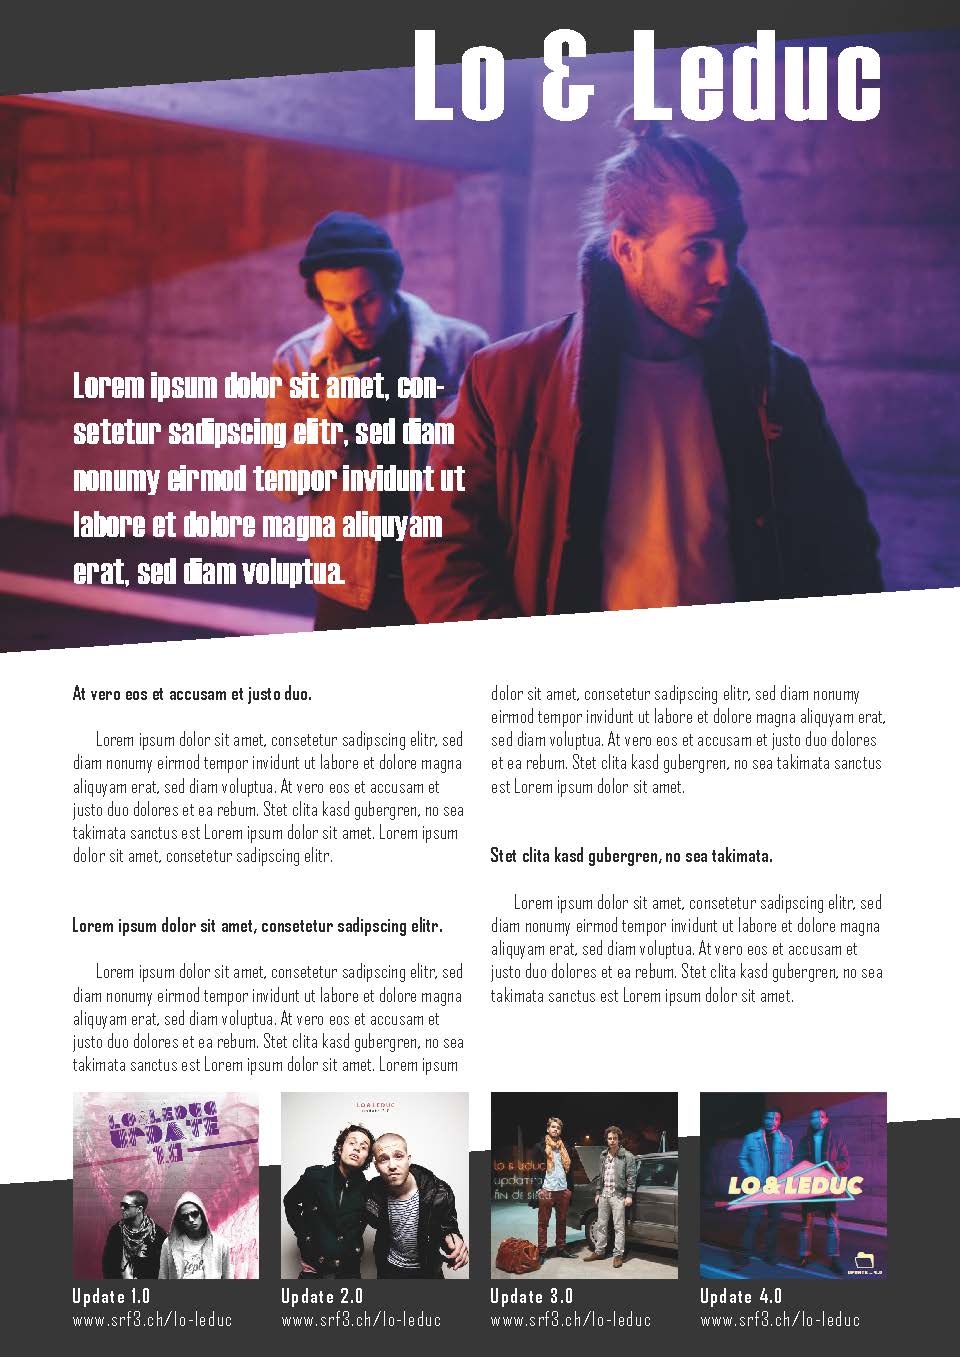 Lo & Leduc
Lorem ipsum dolor sit amet, con-
setetur sadipscing elitr, sed diam
nonumy eirmod tempor invidunt ut
labore et dolore magna aliquyam
erat, sed diam voluptua.
At vero eos et accusam et justo duo.
Lorem ipsum dolor sit amet, consetetur sadipscing elitr, sed
diam nonumy eirmod tempor invidunt ut labore et dolore magna
aliquyam erat, sed diam voluptua. At vero eos et accusam et
justo duo dolores et ea rebum. Stet clita kasd gubergren, no sea
takimata sanctus est Lorem ipsum dolor sit amet. Lorem ipsum
dolor sit amet, consetetur sadipscing elitr.
Lorem ipsum dolor sit amet, consetetur sadipscing elitr.
Lorem ipsum dolor sit amet, consetetur sadipscing elitr, sed
diam nonumy eirmod tempor invidunt ut labore et dolore magna
aliquyam erat, sed diam voluptua. At vero eos et accusam et
justo duo dolores et ea rebum. Stet clita kasd gubergren, no sea
takimata sanctus est Lorem ipsum dolor sit amet. Lorem ipsum
dolor sit amet, consetetur sadipscing elitr, sed diam nonumy
eirmod tempor invidunt ut labore et dolore magna aliquyam erat,
sed diam voluptua. At vero eos et accusam et justo duo dolores
et ea rebum. Stet clita kasd gubergren, no sea takimata sanctus
est Lorem ipsum dolor sit amet.
Stet clita kasd gubergren, no sea takimata.
Lorem ipsum dolor sit amet, consetetur sadipscing elitr, sed
diam nonumy eirmod tempor invidunt ut labore et dolore magna
aliquyam erat, sed diam voluptua. At vero eos et accusam et
justo duo dolores et ea rebum. Stet clita kasd gubergren, no sea
takimata sanctus est Lorem ipsum dolor sit amet.
LO & LEDUC
UPDATE
1.0
LO & LEDUC
update 2.0
lo & leduc
update 3
fin de siècle
LO & LEDUC
UPDATE 4.0
Update 1.0
www.srf3.ch/lo-leduc
Update 2.0
www.srf3.ch/lo-leduc
Update 3.0
www.srf3.ch/lo-leduc
Update 4.0
www.srf3.ch/lo-leduc